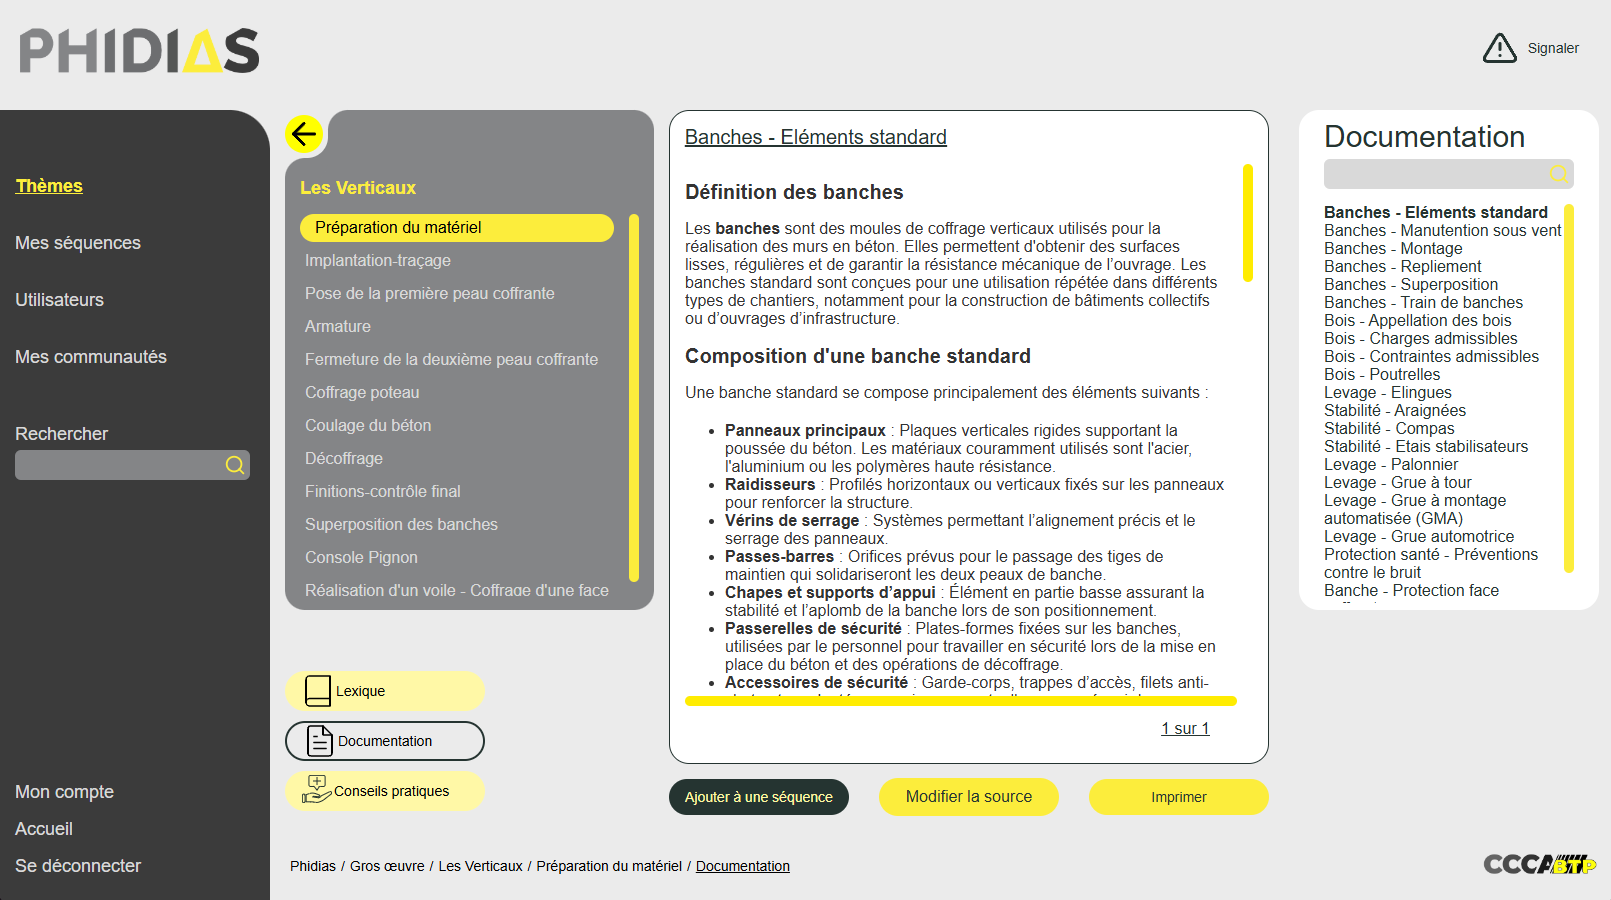 PHIDIAS
Signaler
Thèmes
Mes séquences
Utilisateurs
Mes communautés
Rechercher
Mon compte
Accueil
Se déconnecter
Les Verticaux
Préparation du matériel
Implantation-traçage
Pose de la première peau coffrante
Armature
Fermeture de la deuxième peau coffrante
Coffrage poteau
Coulage du béton
Décoffrage
Finitions-contrôle final
Superposition des banches
Console Pignon
Réalisation d'un voile - Coffrage d'une face
Lexique
Documentation
Conseils pratiques
Banches - Eléments standard
Définition des banches
Les banches sont des moules de coffrage verticaux utilisés pour la
réalisation des murs en béton. Elles permettent d'obtenir des surfaces
lisses, régulières et de garantir la résistance mécanique de l’ouvrage. Les
banches standard sont conçues pour une utilisation répétée dans différents
types de chantiers, notamment pour la construction de bâtiments collectifs
ou d’ouvrages d’infrastructure.
Composition d'une banche standard
Une banche standard se compose principalement des éléments suivants :
• Panneaux principaux : Plaques verticales rigides supportant la
poussée du béton. Les matériaux couramment utilisés sont l'acier,
l'aluminium ou les polymères haute résistance.
• Raidisseurs : Profilés horizontaux ou verticaux fixés sur les panneaux
pour renforcer la structure.
• Vérins de serrage : Systèmes permettant l’alignement précis et le
serrage des panneaux.
• Passes-barres : Orifices prévus pour le passage des tiges de
maintien qui solidariseront les deux peaux de banche.
• Chapes et supports d’appui : Élément en partie basse assurant la
stabilité et l’aplomb de la banche lors de son positionnement.
• Passerelles de sécurité : Plates-formes fixées sur les banches,
utilisées par le personnel pour travailler en sécurité lors de la mise en
place du béton et des opérations de décoffrage.
• Accessoires de sécurité : Garde-corps, trappes d’accès, filets anti-
1 sur 1
Ajouter à une séquence
Modifier la source
Imprimer
Documentation
Banches - Eléments standard
Banches - Manutention sous vent
Banches - Montage
Banches - Repliement
Banches - Superposition
Banches - Train de banches
Bois - Appellation des bois
Bois - Charges admissibles
Bois - Contraintes admissibles
Bois - Poutrelles
Levage - Elingues
Stabilité - Araignées
Stabilité - Compas
Stabilité - Etais stabilisateurs
Levage - Palonnier
Levage - Grue à tour
Levage - Grue à montage
automatisée (GMA)
Levage - Grue automotrice
Protection santé - Préventions
contre le bruit
Banche - Protection face
Phidias / Gros œuvre / Les Verticaux / Préparation du matériel / Documentation
CCCA BTP